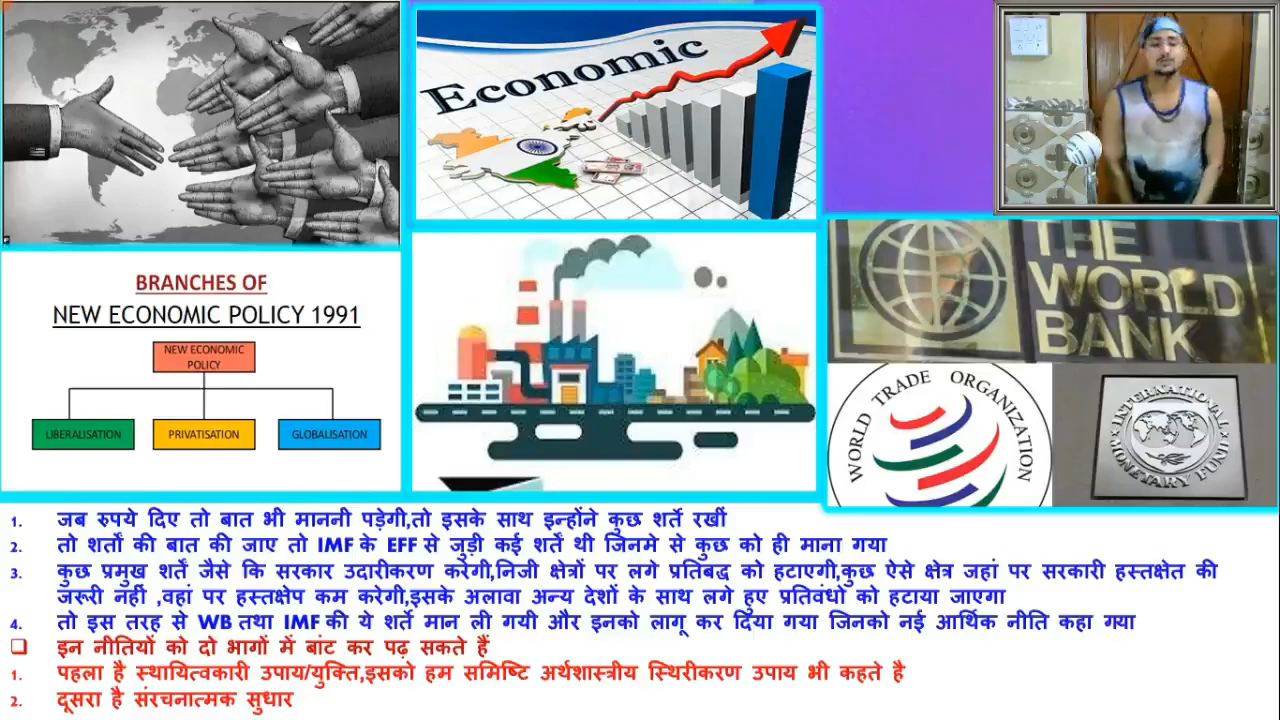 Economic
BRANCHES OF
NEW ECONOMIC POLICY 1991
NEW ECONOMIC
POLICY
LIBERALISATION PRIVATISATION GLOBALISATION
THE
WORLD
BANK
WORLD TRADE ORGANIZATION
INTERNATIONAL
MONETARY FUND
1. जब रुपये दिए तो बात भी माननी पड़ेगी,तो इसके साथ इन्होंने कुछ शर्ते रखीं
2. तो शर्तों की बात की जाए तो IMF के EFF से जुड़ी कई शर्तें थी जिनमे से कुछ को ही माना गया
3. कुछ प्रमुख शर्तें जैसे कि सरकार उदारीकरण करेगी,निजी क्षेत्रों पर लगे प्रतिबद्ध को हटाएगी,कुछ ऐसे क्षेत्र जहां पर सरकारी हस्तक्षेत की
जरूरी नहीं ,वहां पर हस्तक्षेप कम करेगी,इसके अलावा अन्य देशों के साथ लगे हुए प्रतिवंधो को हटाया जाएगा
4. तो इस तरह से WB तथा IMF की ये शर्ते मान ली गयी और इनको लागू कर दिया गया जिनको नई आर्थिक नीति कहा गया
❑ इन नीतियों को दो भागों में बांट कर पढ़ सकते हैं
1. पहला है स्थायित्वकारी उपाय/युक्ति,इसको हम समिष्टि अर्थशास्त्रीय स्थिरीकरण उपाय भी कहते है
2. दूसरा है संरचनात्मक सुधार